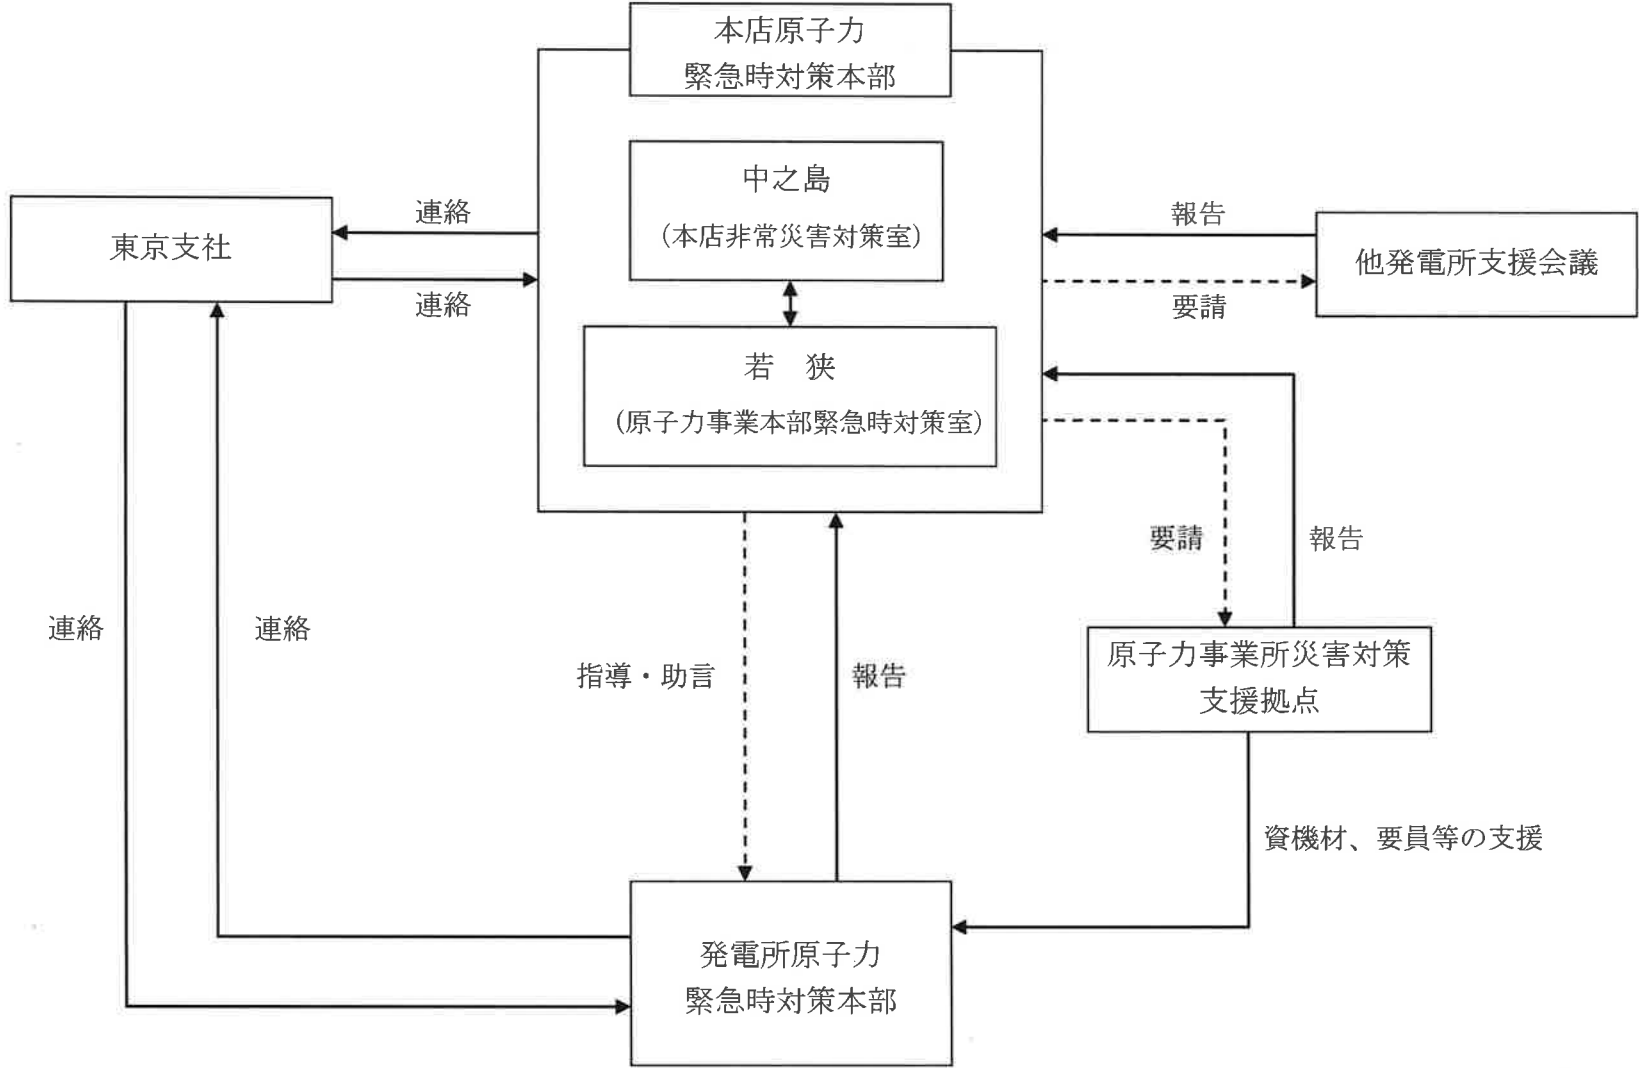 本店原子力
緊急時対策本部
中之島
(本店非常災害対策室)
連絡
東京支社
連絡
報告
他発電所支援会議
要請
若　狭
(原子力事業本部緊急時対策室)
要請
報告
連絡
連絡
指導・助言
報告
原子力事業所災害対策
支援拠点
資機材、要員等の支援
発電所原子力
緊急時対策本部